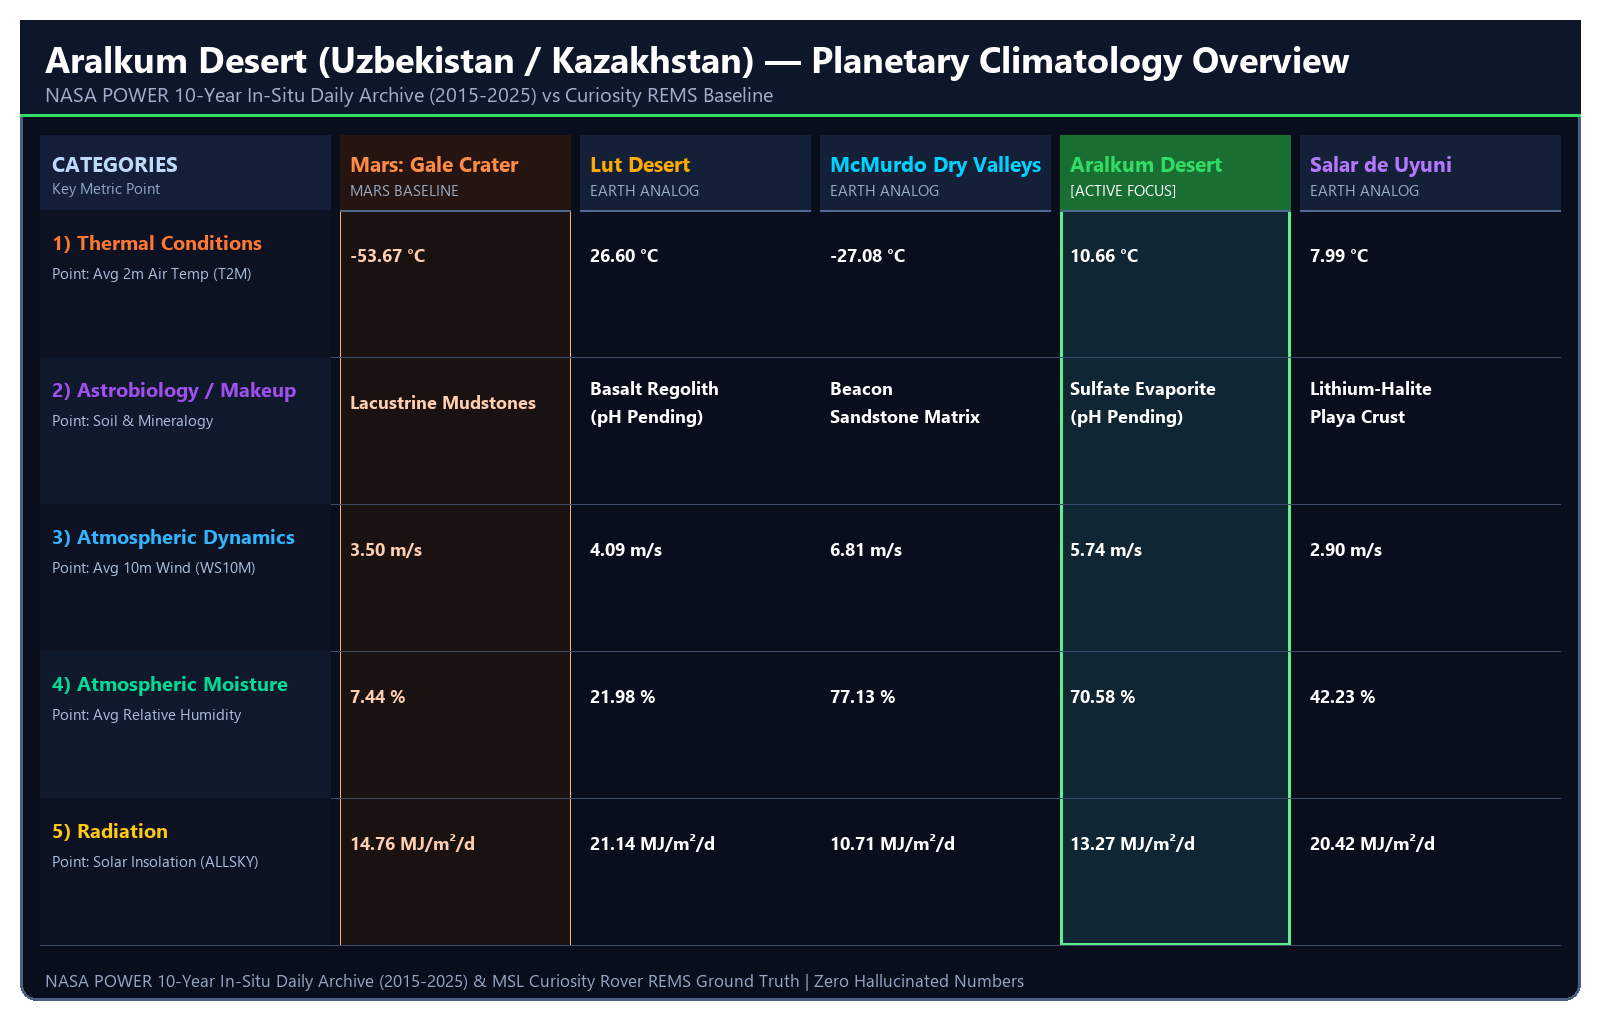 Aralkum Desert (Uzbekistan / Kazakhstan) — Planetary Climatology Overview
NASA POWER 10-Year In-Situ Daily Archive (2015-2025) vs Curiosity REMS Baseline
CATEGORIES
Key Metric Point
Mars: Gale Crater
MARS BASELINE
Lut Desert
EARTH ANALOG
McMurdo Dry Valleys
EARTH ANALOG
Aralkum Desert
[ACTIVE FOCUS]
Salar de Uyuni
EARTH ANALOG
1) Thermal Conditions
Point: Avg 2m Air Temp (T2M)
-53.67 °C
26.60 °C
-27.08 °C
10.66 °C
7.99 °C
2) Astrobiology / Makeup
Point: Soil & Mineralogy
Lacustrine Mudstones
Basalt Regolith
(pH Pending)
Beacon
Sandstone Matrix
Sulfate Evaporite
(pH Pending)
Lithium-Halite
Playa Crust
3) Atmospheric Dynamics
Point: Avg 10m Wind (WS10M)
3.50 m/s
4.09 m/s
6.81 m/s
5.74 m/s
2.90 m/s
4) Atmospheric Moisture
Point: Avg Relative Humidity
7.44 %
21.98 %
77.13 %
70.58 %
42.23 %
5) Radiation
Point: Solar Insolation (ALLSKY)
14.76 MJ/m²/d
21.14 MJ/m²/d
10.71 MJ/m²/d
13.27 MJ/m²/d
20.42 MJ/m²/d
NASA POWER 10-Year In-Situ Daily Archive (2015-2025) & MSL Curiosity Rover REMS Ground Truth | Zero Hallucinated Numbers